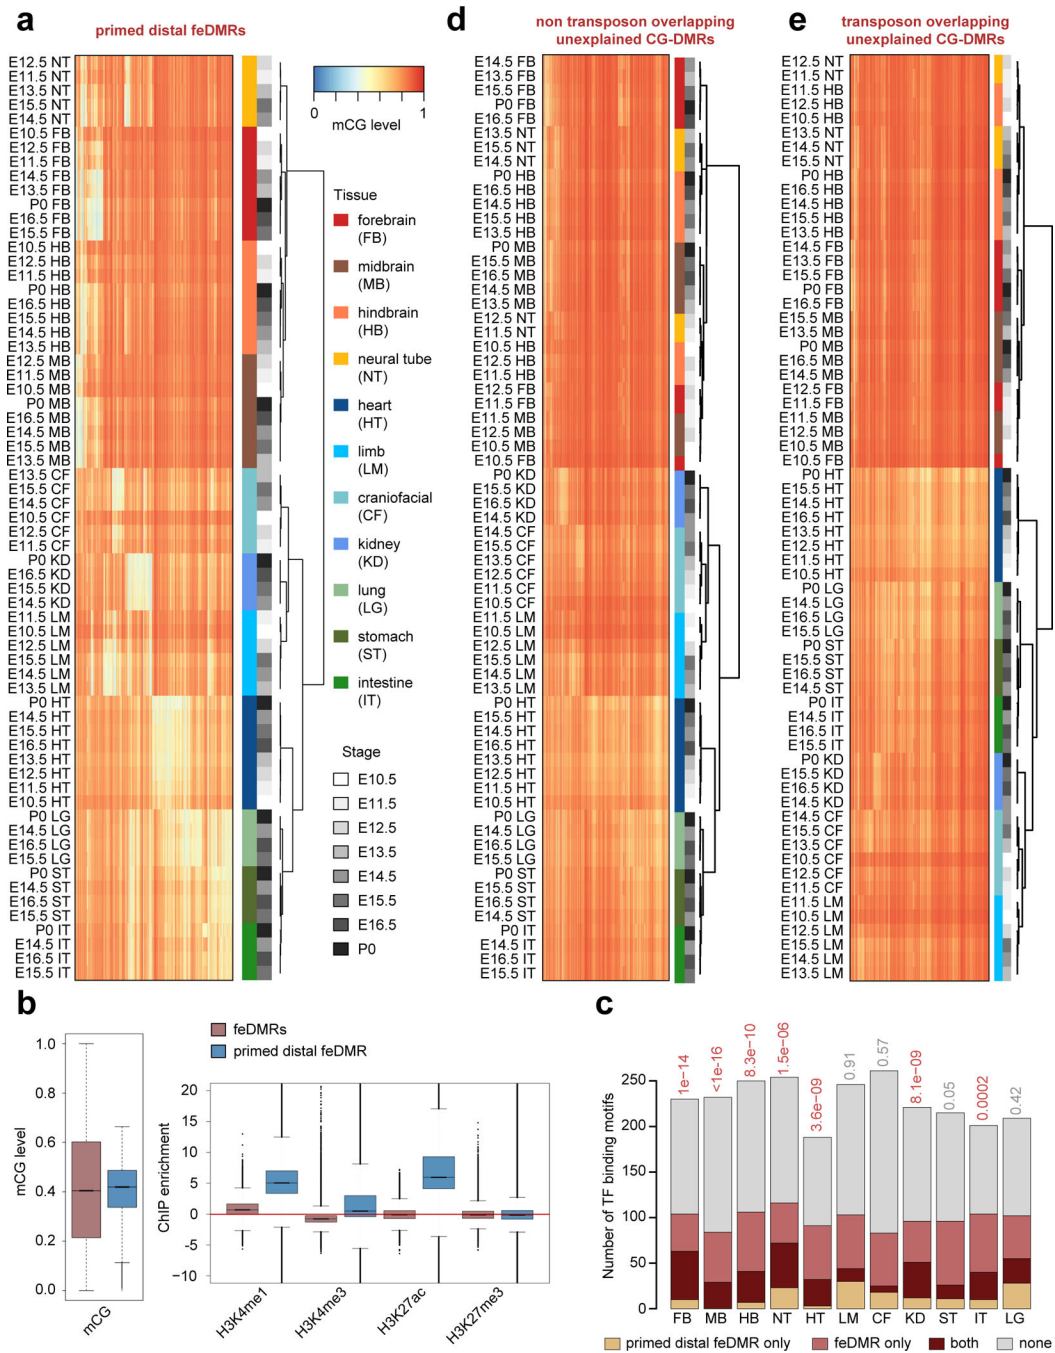 a
primed distal feDMRs
E12.5 NT
E11.5 NT
E13.5 NT
E15.5 NT
E14.5 NT
E10.5 FB
E12.5 FB
E11.5 FB
E14.5 FB
E13.5 FB
P0 FB
E16.5 FB
E15.5 FB
E10.5 HB
E12.5 HB
E11.5 HB
P0 HB
E16.5 HB
E15.5 HB
E14.5 HB
E13.5 HB
E12.5 MB
E11.5 MB
E10.5 MB
P0 MB
E16.5 MB
E14.5 MB
E15.5 MB
E13.5 MB
E13.5 CF
E15.5 CF
E14.5 CF
E10.5 CF
E12.5 CF
E11.5 CF
P0 KD
E16.5 KD
E15.5 KD
E14.5 KD
E11.5 LM
E10.5 LM
E12.5 LM
E15.5 LM
E14.5 LM
E13.5 LM
P0 HT
E14.5 HT
E15.5 HT
E16.5 HT
E13.5 HT
E12.5 HT
E11.5 HT
E10.5 HT
P0 LG
E14.5 LG
E16.5 LG
E15.5 LG
P0 ST
E14.5 ST
E16.5 ST
E15.5 ST
P0 IT
E14.5 IT
E16.5 IT
E15.5 IT
0 1
mCG level
Tissue
forebrain
(FB)
midbrain
(MB)
hindbrain
(HB)
neural tube
(NT)
heart
(HT)
limb
(LM)
craniofacial
(CF)
kidney
(KD)
lung
(LG)
stomach
(ST)
intestine
(IT)
Stage
E10.5
E11.5
E12.5
E13.5
E14.5
E15.5
E16.5
P0
d
non transposon overlapping
unexplained CG-DMRs
E14.5 FB
E13.5 FB
E15.5 FB
P0 FB
E16.5 FB
E13.5 NT
E15.5 NT
E14.5 NT
P0 HB
E16.5 HB
E14.5 HB
E15.5 HB
E13.5 HB
P0 MB
E15.5 MB
E16.5 MB
E14.5 MB
E13.5 MB
E12.5 NT
E11.5 NT
E10.5 HB
E12.5 HB
E11.5 HB
E12.5 FB
E11.5 FB
E11.5 MB
E12.5 MB
E10.5 MB
E10.5 FB
P0 KD
E15.5 KD
E16.5 KD
E14.5 KD
E14.5 CF
E15.5 CF
E13.5 CF
E12.5 CF
E11.5 CF
E10.5 CF
E11.5 LM
E10.5 LM
E12.5 LM
E15.5 LM
E14.5 LM
E13.5 LM
P0 HT
E15.5 HT
E14.5 HT
E16.5 HT
E13.5 HT
E12.5 HT
E11.5 HT
E10.5 HT
P0 LG
E14.5 LG
E16.5 LG
E15.5 LG
P0 ST
E15.5 ST
E16.5 ST
E14.5 ST
P0 IT
E14.5 IT
E16.5 IT
E15.5 IT
e
transposon overlapping
unexplained CG-DMRs
E12.5 NT
E11.5 NT
E11.5 HB
E12.5 HB
E10.5 HB
E13.5 NT
E14.5 NT
E15.5 NT
P0 HB
E16.5 HB
E14.5 HB
E15.5 HB
E13.5 HB
E14.5 FB
E13.5 FB
E15.5 FB
P0 FB
E16.5 FB
E15.5 MB
E13.5 MB
P0 MB
E16.5 MB
E14.5 MB
E12.5 FB
E11.5 FB
E11.5 MB
E12.5 MB
E10.5 MB
E10.5 FB
P0 HT
E15.5 HT
E14.5 HT
E16.5 HT
E13.5 HT
E12.5 HT
E11.5 HT
E10.5 HT
P0 LG
E14.5 LG
E16.5 LG
E15.5 LG
P0 ST
E15.5 ST
E16.5 ST
E14.5 ST
P0 IT
E14.5 IT
E16.5 IT
E15.5 IT
P0 KD
E15.5 KD
E16.5 KD
E14.5 KD
E14.5 CF
E15.5 CF
E13.5 CF
E10.5 CF
E12.5 CF
E11.5 CF
E11.5 LM
E10.5 LM
E12.5 LM
E15.5 LM
E14.5 LM
E13.5 LM
b
feDMRs
primed distal feDMR
mCG level
1.0
0.8
0.6
0.4
0.2
0.0
mCG
ChIP enrichment
20
15
10
5
0
−5
−10
H3K4me1
H3K4me3
H3K27ac
H3K27me3
c
Number of TF binding motifs
250
200
150
100
50
0
1e−14
<1e−16
8.3e−10
1.5e−06
3.6e−09
0.91
0.57
8.1e−09
0.05
0.0002
0.42
FB MB HB NT HT LM CF KD ST IT LG
primed distal feDMR only feDMR only both none